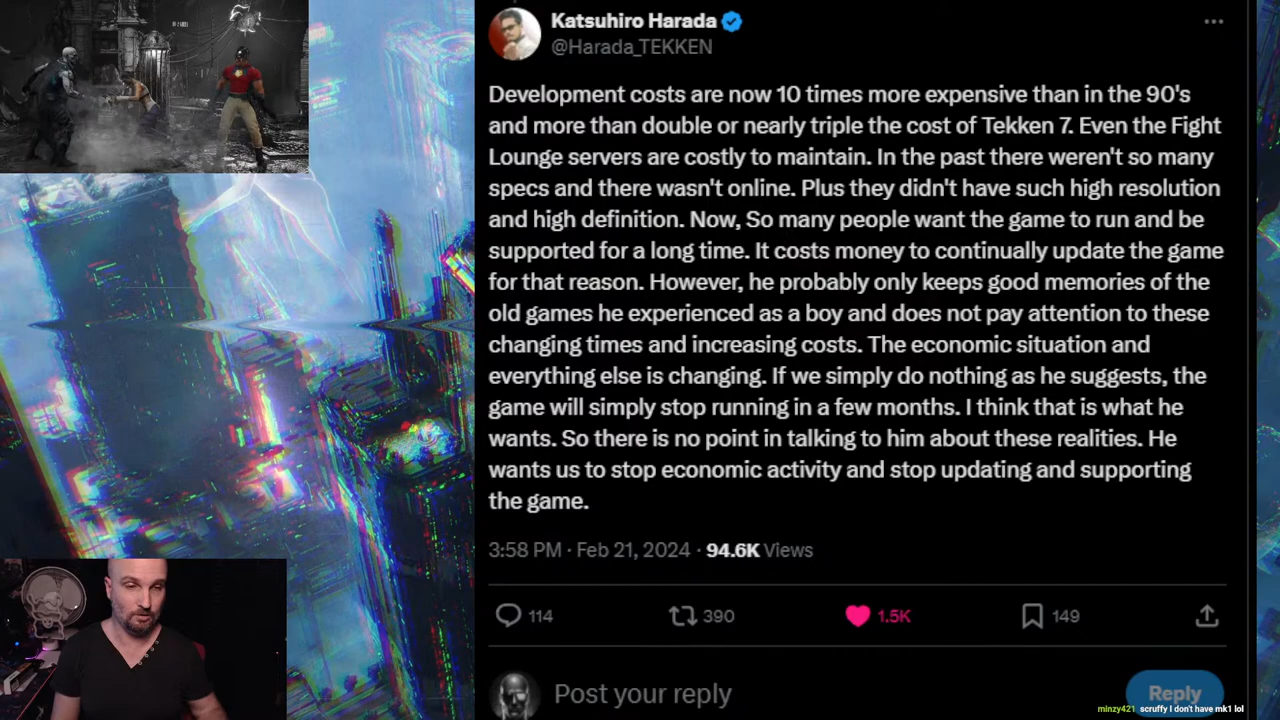 Katsuhiro Harada
@Harada_TEKKEN
Development costs are now 10 times more expensive than in the 90's
and more than double or nearly triple the cost of Tekken 7. Even the Fight
Lounge servers are costly to maintain. In the past there weren't so many
specs and there wasn't online. Plus they didn't have such high resolution
and high definition. Now, So many people want the game to run and be
supported for a long time. It costs money to continually update the game
for that reason. However, he probably only keeps good memories of the
old games he experienced as a boy and does not pay attention to these
changing times and increasing costs. The economic situation and
everything else is changing. If we simply do nothing as he suggests, the
game will simply stop running in a few months. I think that is what he
wants. So there is no point in talking to him about these realities. He
wants us to stop economic activity and stop updating and supporting
the game.
3:58 PM · Feb 21, 2024 · 94.6K Views
114 390 1.5K 149
Post your reply
Reply
minzy421 scruffy I don't have mk1 lol